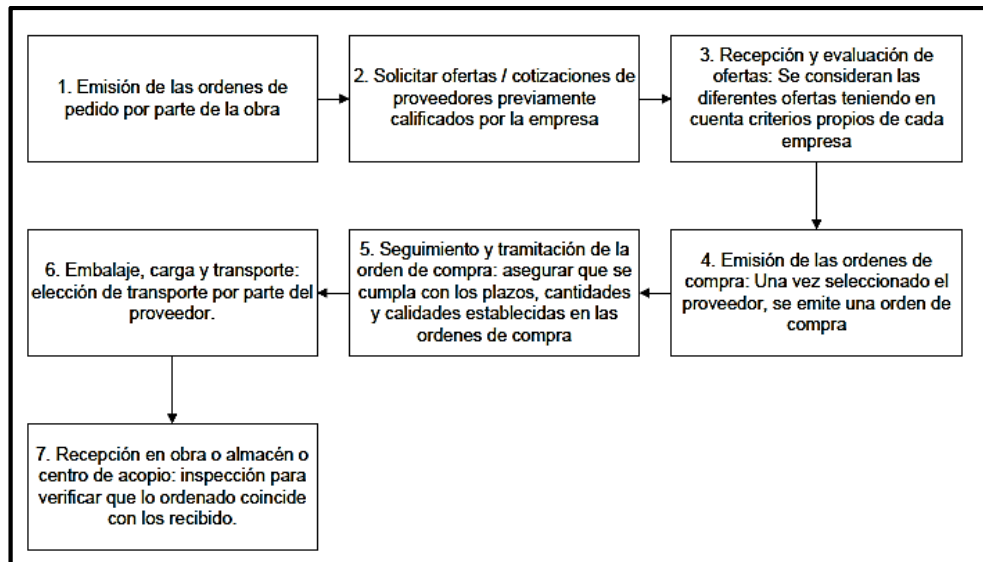 1. Emisión de las ordenes de
pedido por parte de la obra
2. Solicitar ofertas / cotizaciones de
proveedores previamente
calificados por la empresa
3. Recepción y evaluación de
ofertas: Se consideran las
diferentes ofertas teniendo en
cuenta criterios propios de cada
empresa
4. Emisión de las ordenes de
compra: Una vez seleccionado el
proveedor, se emite una orden de
compra
5. Seguimiento y tramitación de la
orden de compra: asegurar que se
cumpla con los plazos, cantidades
y calidades establecidas en las
ordenes de compra
6. Embalaje, carga y transporte:
elección de transporte por parte del
proveedor.
7. Recepción en obra o almacén o
centro de acopio: inspección para
verificar que lo ordenado coincide
con los recibido.